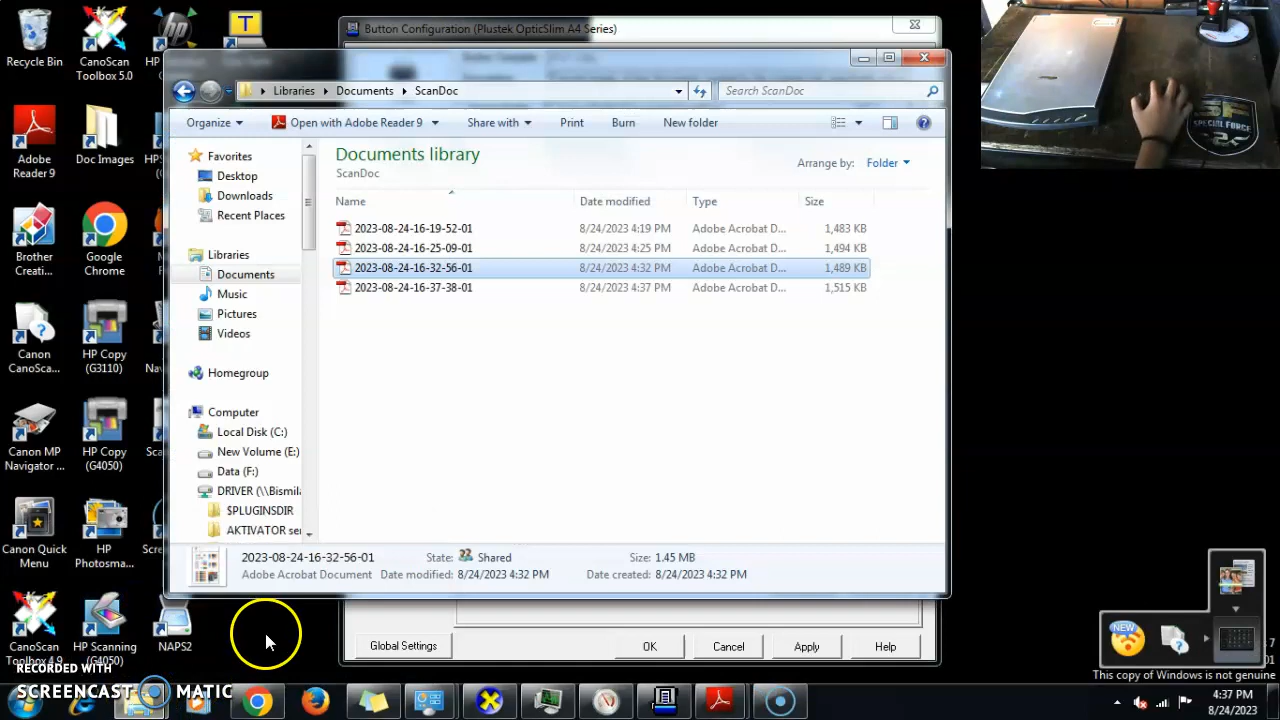 Recycle Bin
CanoScan
Toolbox 5.0
HP
T
Adobe
Reader 9
Doc Images
Brother
Creati...
Google
Chrome
Canon
CanoSca...
HP Copy
(G3110)
Canon MP
Navigator ...
HP Copy
(G4050)
Canon Quick
Menu
HP
Photosma...
CanoScan
Toolbox 4.9
HP Scanning
(G4050)
NAPS2
Button Configuration (Plustek OpticSlim A4 Series)
Libraries
Documents
ScanDoc
Search ScanDoc
Organize
Open with Adobe Reader 9
Share with
Print
Burn
New folder
Favorites
Desktop
Downloads
Recent Places
Libraries
Documents
Music
Pictures
Videos
Homegroup
Computer
Local Disk (C:)
New Volume (E:)
Data (F:)
DRIVER (\\Bismila
$PLUGINSDIR
AKTIVATOR se
Documents library
ScanDoc
Arrange by: Folder
Name Date modified Type Size
2023-08-24-16-19-52-01 8/24/2023 4:19 PM Adobe Acrobat D... 1,483 KB
2023-08-24-16-25-09-01 8/24/2023 4:25 PM Adobe Acrobat D... 1,494 KB
2023-08-24-16-32-56-01 8/24/2023 4:32 PM Adobe Acrobat D... 1,489 KB
2023-08-24-16-37-38-01 8/24/2023 4:37 PM Adobe Acrobat D... 1,515 KB
2023-08-24-16-32-56-01 State: Shared Size: 1.45 MB
Adobe Acrobat Document Date modified: 8/24/2023 4:32 PM Date created: 8/24/2023 4:32 PM
Global Settings
OK
Cancel
Apply
Help
SPECIAL FORCE
NEW
This copy of Windows is not genuine
RECORDED WITH
SCREENCAST MATIC
4:37 PM
8/24/2023